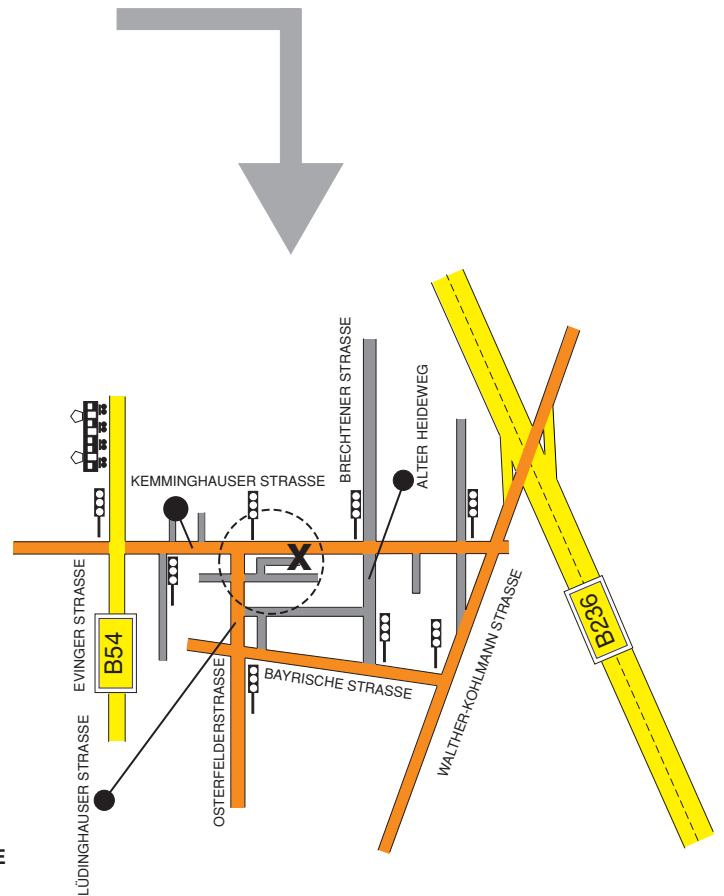 BRECHTENER STRASSE
ALTER HEIDEWEG
KEMMINGHAUSER STRASSE
EVINGER STRASSE
B54
B236
WALTHER-KOHLMANN STRASSE
BAYRISCHE STRASSE
OSTERFELDERSTRASSE
LÜDINGHAUSER STRASSE
X
E